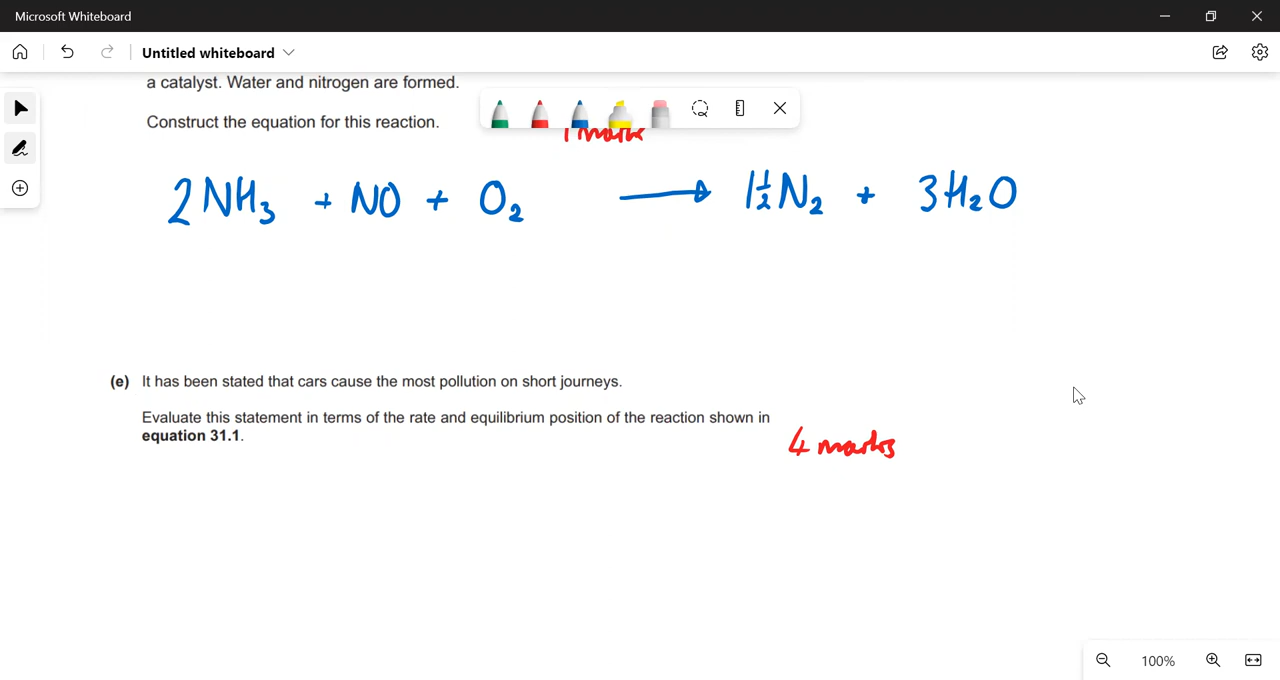 Microsoft Whiteboard
Untitled whiteboard
a catalyst. Water and nitrogen are formed.
Construct the equation for this reaction.
1 mark
2NH₃ + NO + O₂ → 1½N₂ + 3H₂O
(e) It has been stated that cars cause the most pollution on short journeys.
Evaluate this statement in terms of the rate and equilibrium position of the reaction shown in
equation 31.1.
4 marks
100%